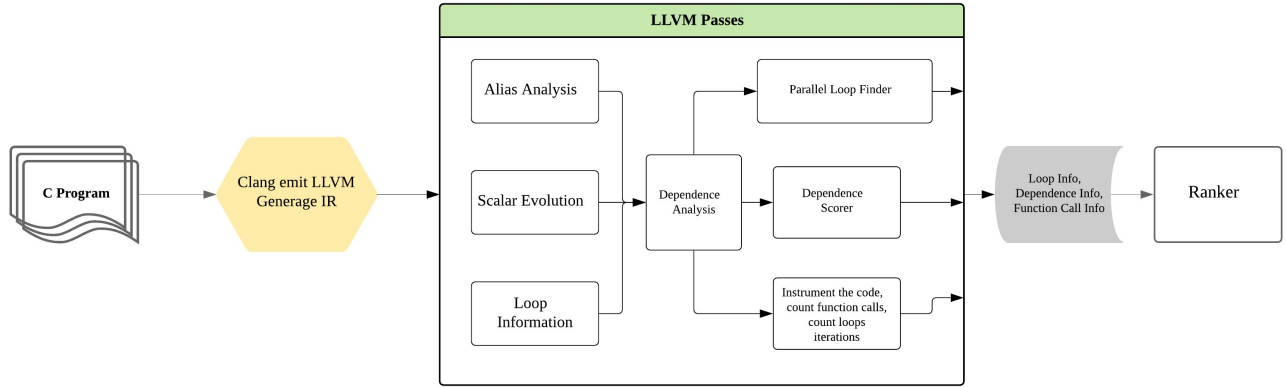 LLVM Passes
C Program
Clang emit LLVM
Generage IR
Alias Analysis
Scalar Evolution
Loop
Information
Dependence
Analysis
Parallel Loop Finder
Dependence
Scorer
Instrument the code,
count function calls,
count loops
iterations
Loop Info,
Dependence Info,
Function Call Info
Ranker